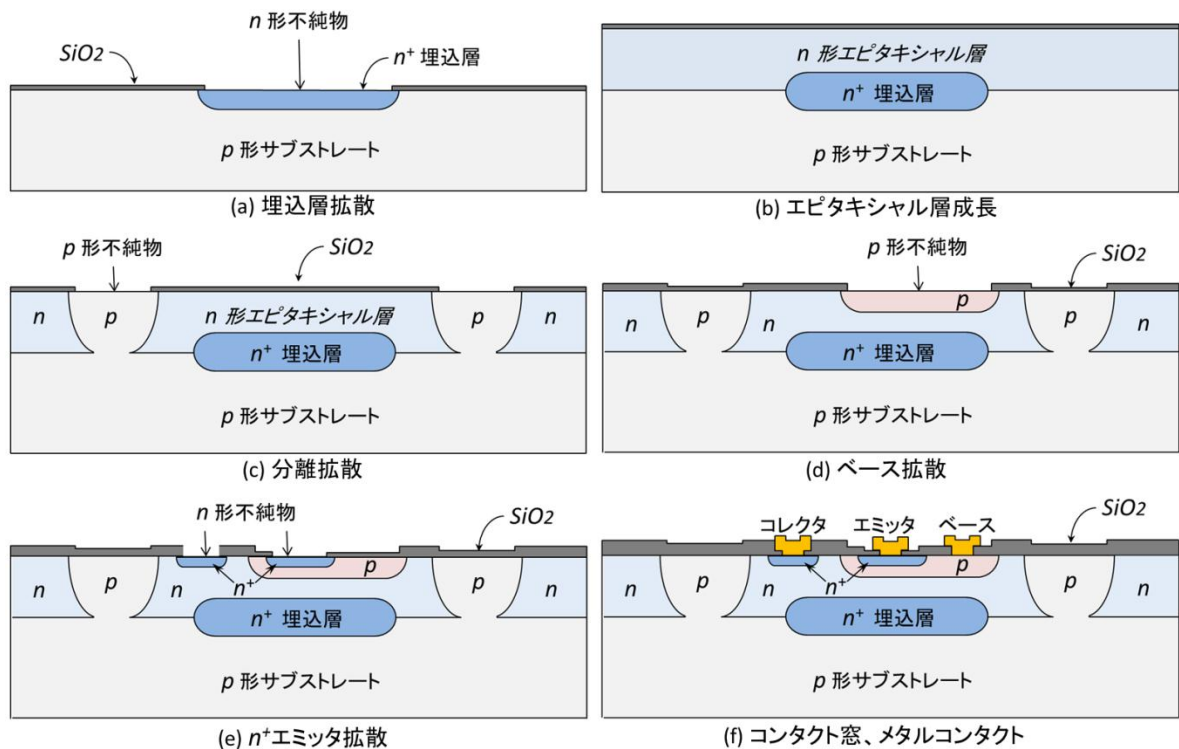 n 形不純物
SiO2
n⁺ 埋込層
p 形サブストレート
(a) 埋込層拡散
n 形エピタキシャル層
n⁺ 埋込層
p 形サブストレート
(b) エピタキシャル層成長
p 形不純物
SiO2
n
p
n 形エピタキシャル層
p
n
n⁺ 埋込層
p 形サブストレート
(c) 分離拡散
p 形不純物
SiO2
n
p
p
p
n
n⁺ 埋込層
p 形サブストレート
(d) ベース拡散
n 形不純物
SiO2
n
p
n
n⁺
p
p
n
n⁺ 埋込層
p 形サブストレート
(e) n⁺エミッタ拡散
コレクタ
エミッタ
ベース
SiO2
n
p
n
n⁺
p
p
n
n⁺ 埋込層
p 形サブストレート
(f) コンタクト窓、メタルコンタクト